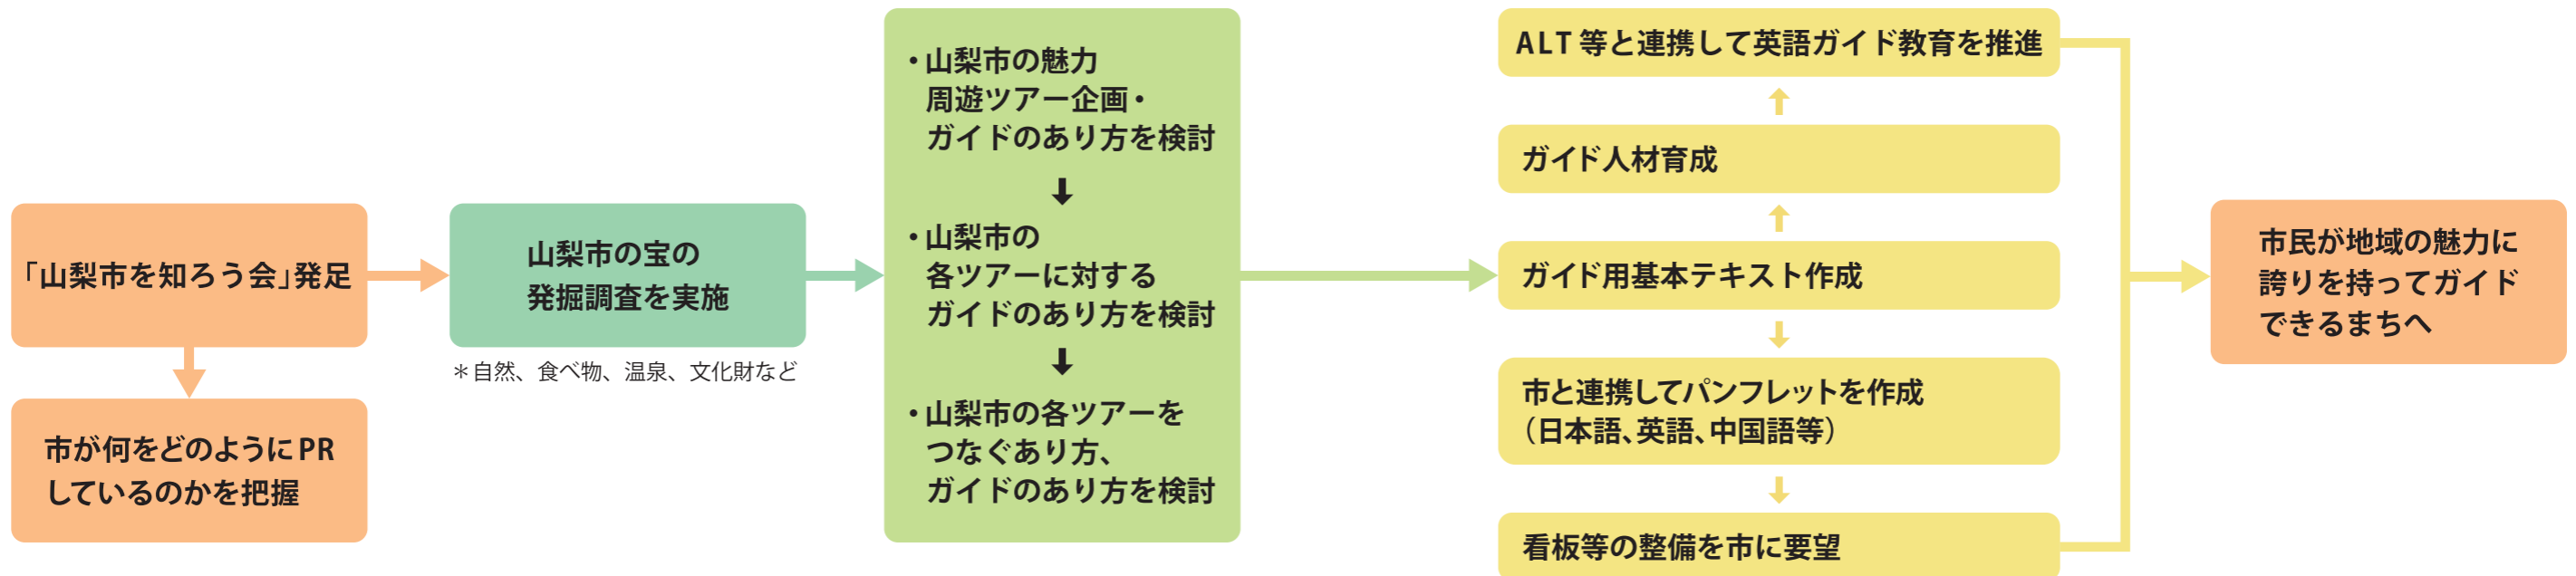 「山梨市を知ろう会」発足
市が何をどのようにPR
しているのかを把握
山梨市の宝の
発掘調査を実施
＊自然、食べ物、温泉、文化財など
・山梨市の魅力
周遊ツアー企画・
ガイドのあり方を検討
・山梨市の
各ツアーに対する
ガイドのあり方を検討
・山梨市の各ツアーを
つなぐあり方、
ガイドのあり方を検討
ALT等と連携して英語ガイド教育を推進
ガイド人材育成
ガイド用基本テキスト作成
市と連携してパンフレットを作成
（日本語、英語、中国語等）
看板等の整備を市に要望
市民が地域の魅力に
誇りを持ってガイド
できるまちへ